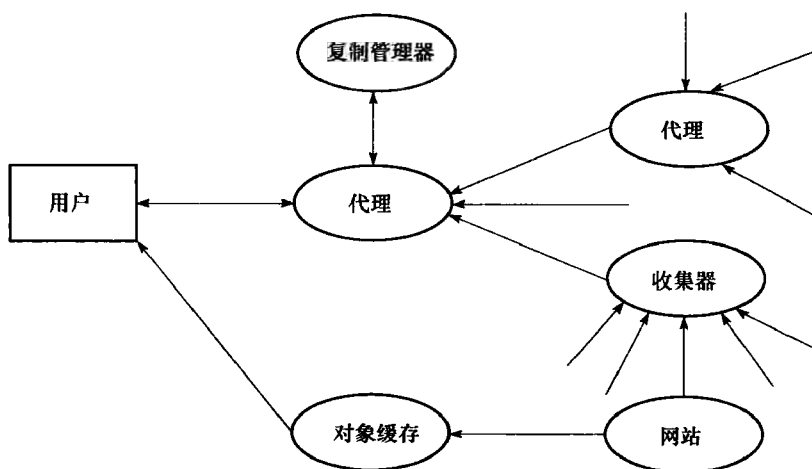 复制管理器
代理
用户
代理
收集器
对象缓存
网站